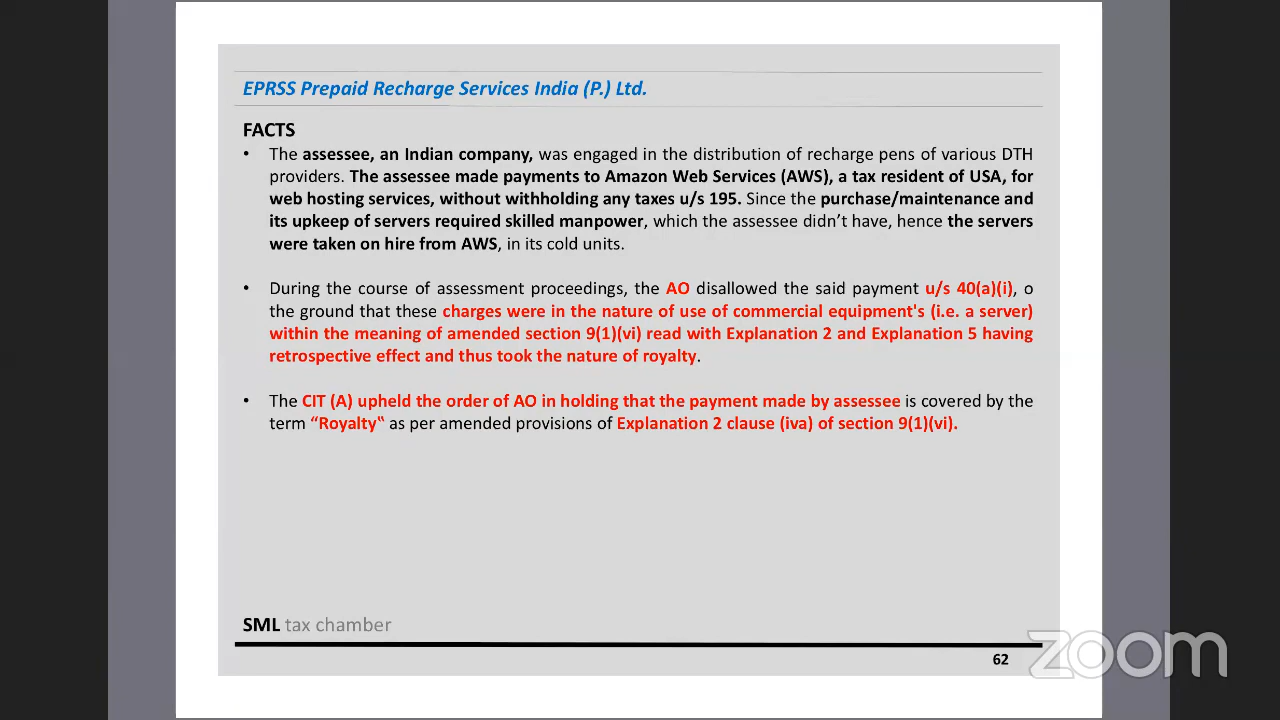 EPRSS Prepaid Recharge Services India (P.) Ltd.
FACTS
• The assessee, an Indian company, was engaged in the distribution of recharge pens of various DTH
providers. The assessee made payments to Amazon Web Services (AWS), a tax resident of USA, for
web hosting services, without withholding any taxes u/s 195. Since the purchase/maintenance and
its upkeep of servers required skilled manpower, which the assessee didn’t have, hence the servers
were taken on hire from AWS, in its cold units.
• During the course of assessment proceedings, the AO disallowed the said payment u/s 40(a)(i), o
the ground that these charges were in the nature of use of commercial equipment's (i.e. a server)
within the meaning of amended section 9(1)(vi) read with Explanation 2 and Explanation 5 having
retrospective effect and thus took the nature of royalty.
• The CIT (A) upheld the order of AO in holding that the payment made by assessee is covered by the
term “Royalty‟ as per amended provisions of Explanation 2 clause (iva) of section 9(1)(vi).
SML tax chamber
62
zoom